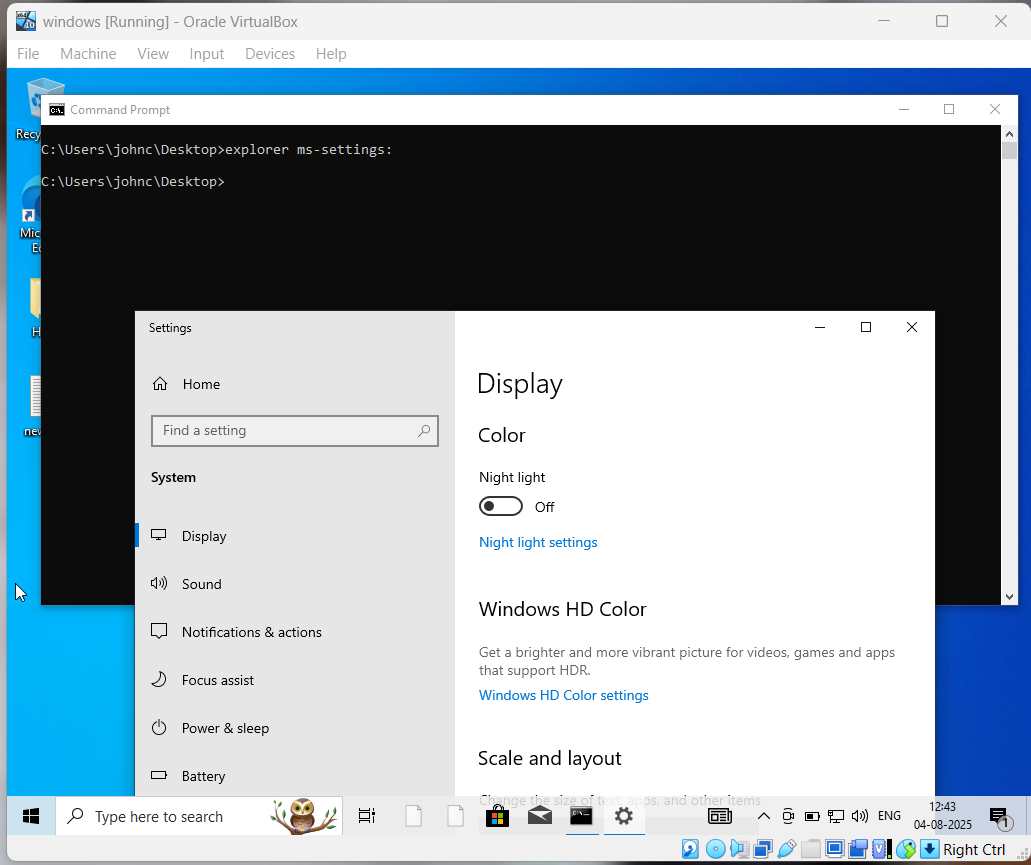 windows [Running] - Oracle VirtualBox
File Machine View Input Devices Help
Command Prompt
C:\Users\johnc\Desktop>explorer ms-settings:
C:\Users\johnc\Desktop>
Settings
Home
Find a setting
System
Display
Sound
Notifications & actions
Focus assist
Power & sleep
Battery
Display
Color
Night light
Off
Night light settings
Windows HD Color
Get a brighter and more vibrant picture for videos, games and apps
that support HDR.
Windows HD Color settings
Scale and layout
Change the size of text, apps, and other items
Type here to search
ENG
12:43
04-08-2025
1
Right Ctrl